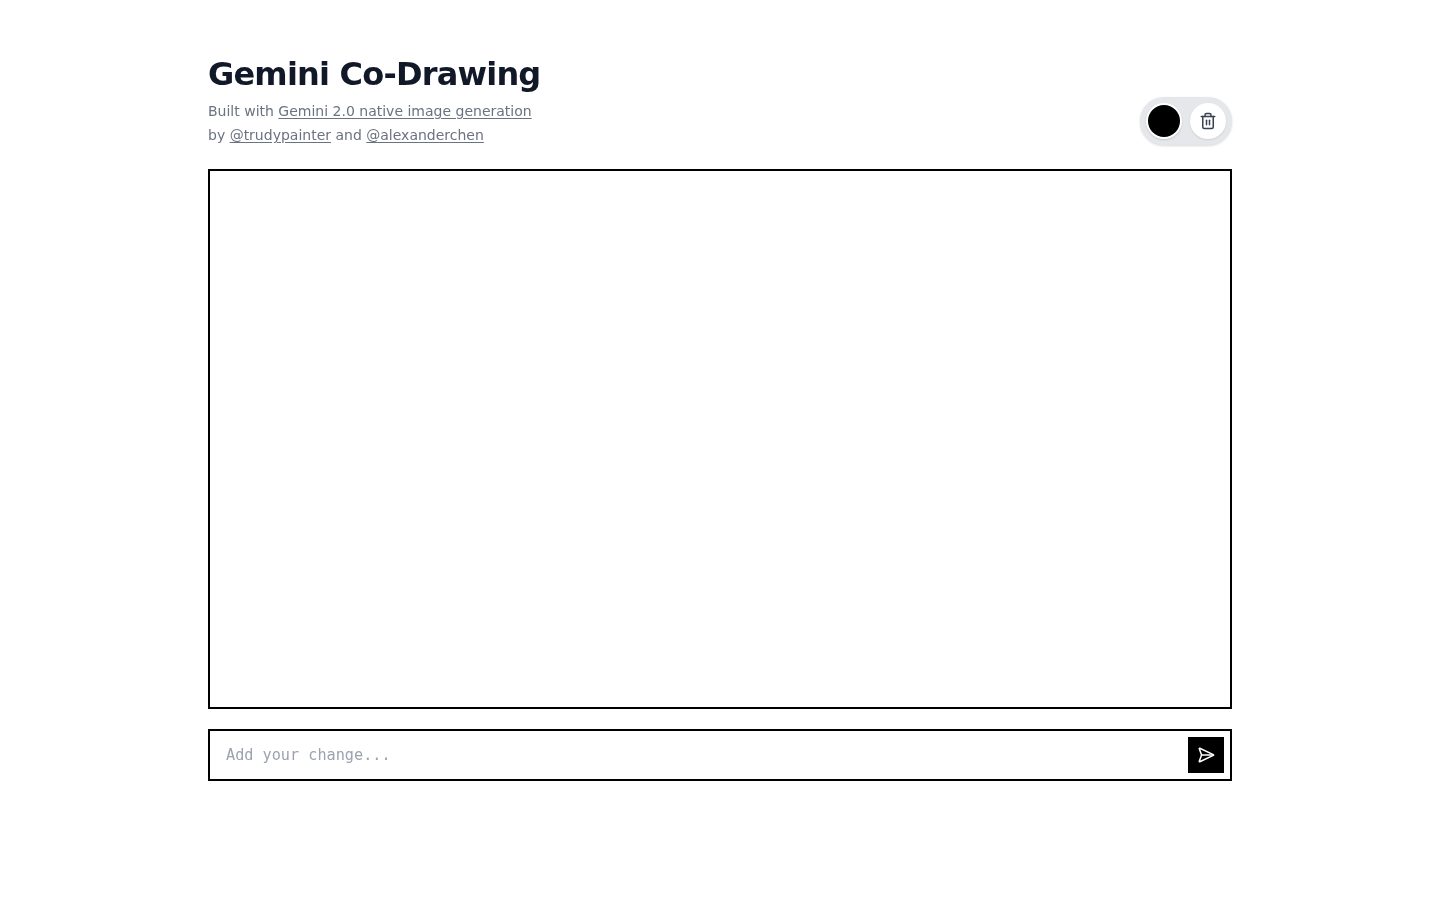 Gemini Co-Drawing
Built with Gemini 2.0 native image generation
by @trudypainter and @alexanderchen
Add your change...